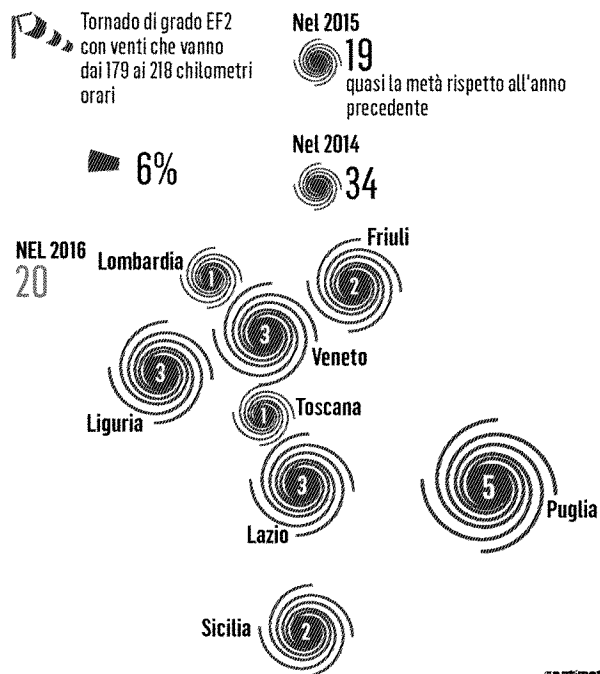 Tornado di grado EF2
con venti che vanno
dai 179 ai 218 chilometri
orari
6%
Nel 2015
19
quasi la metà rispetto all'anno
precedente
Nel 2014
34
NEL 2016
20
Lombardia
1
Friuli
2
3
Veneto
3
Liguria
1
Toscana
3
Lazio
5
Puglia
Sicilia
2